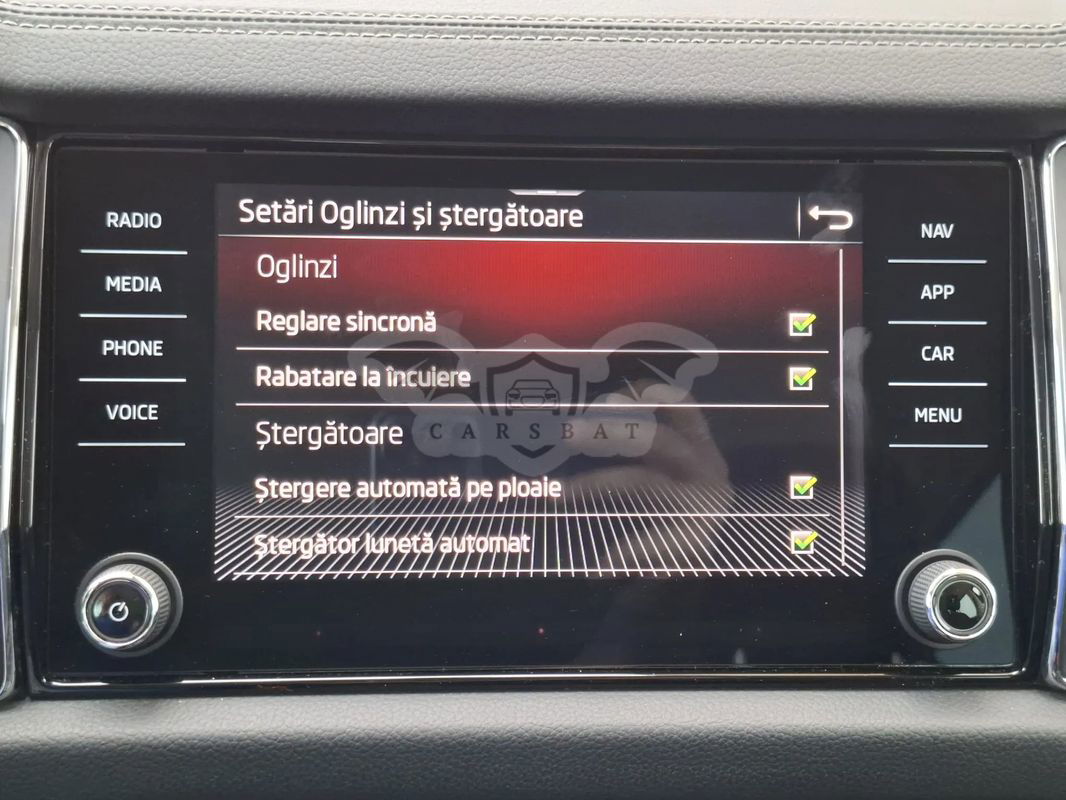 Setări Oglinzi și ștergătoare
Oglinzi
Reglare sincronă
Rabatare la încuiere
Ștergătoare
Ștergere automată pe ploaie
Ștergător lunetă automat
RADIO
MEDIA
PHONE
VOICE
NAV
APP
CAR
MENU
CARSBAT